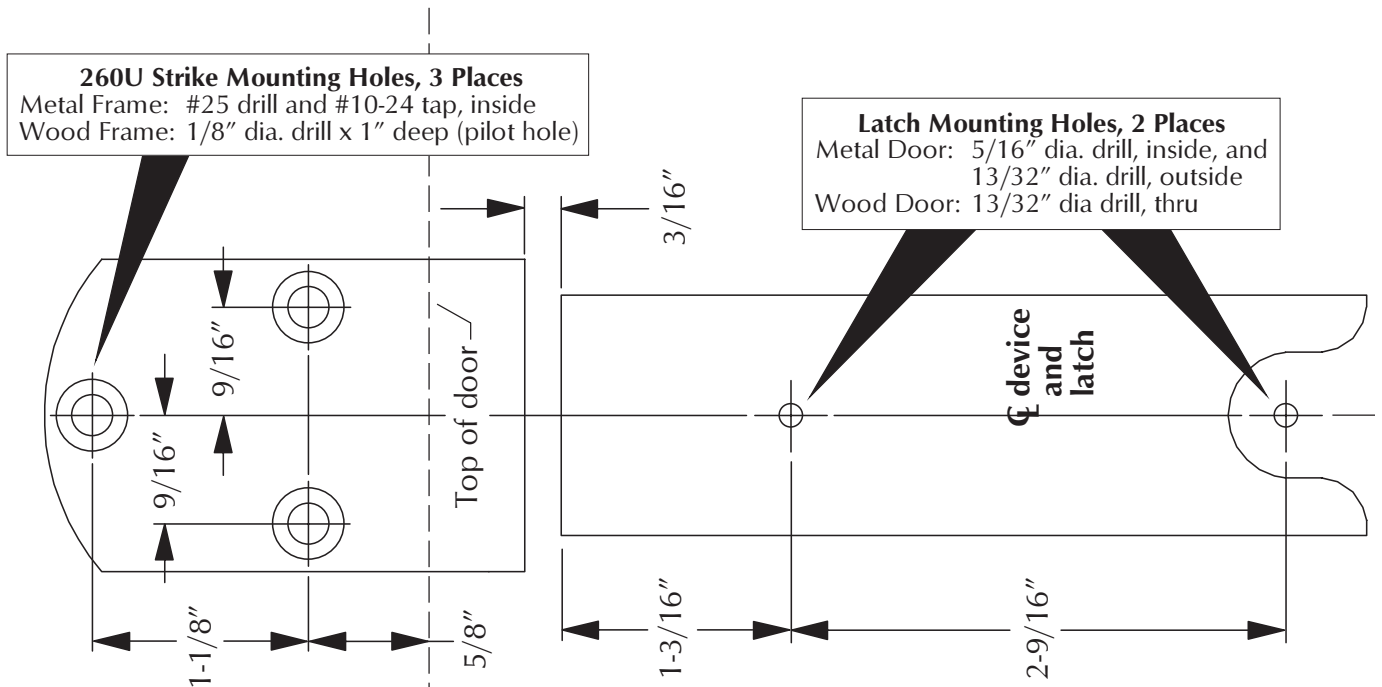 260U Strike Mounting Holes, 3 Places
Metal Frame: #25 drill and #10-24 tap, inside
Wood Frame: 1/8″ dia. drill x 1″ deep (pilot hole)
Latch Mounting Holes, 2 Places
Metal Door: 5/16″ dia. drill, inside, and
13/32″ dia. drill, outside
Wood Door: 13/32″ dia drill, thru
3/16″
9/16″
9/16″
Top of door
℄ device
and
latch
1-1/8″
5/8″
1-3/16″
2-9/16″